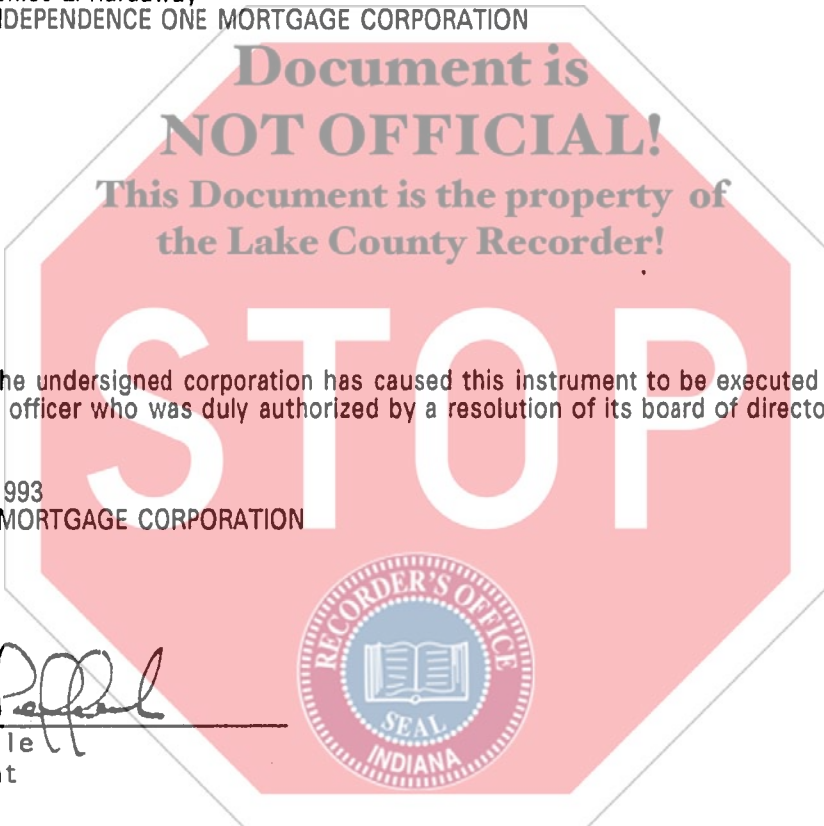 NDEPENDENCE ONE MORTGAGE CORPORATION
Document is
NOT OFFICIAL!
This Document is the property of
the Lake County Recorder!
STOP
he undersigned corporation has caused this instrument to be executed
officer who was duly authorized by a resolution of its board of directo
993
MORTGAGE CORPORATION
le
t
RECORDER'S OFFICE
SEAL
INDIANA